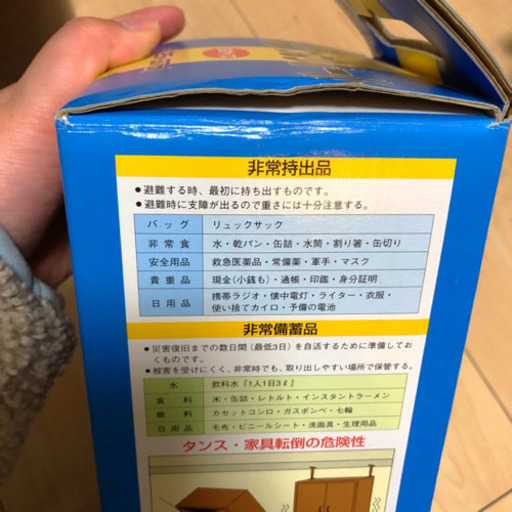 非常持出品
●避難する時、最初に持ち出すものです。
●避難時に支障が出るので重さには十分注意する。
バッグ リュックサック
非常食 水・乾パン・缶詰・水筒・割り箸・缶切り
安全用品 救急医薬品・常備薬・軍手・マスク
貴重品 現金(小銭も)・通帳・印鑑・身分証明
日用品 携帯ラジオ・懐中電灯・ライター・衣服・
使い捨てカイロ・予備の電池
非常備蓄品
●災害復旧までの数日間(最低3日)を自活するために準備してお
くものです。
●被害を受けにくく、非常時でも、取り出しやすい場所で保管する。
水 飲料水「1人1日3ℓ」
食料 米・缶詰・レトルト・インスタントラーメン
燃料 カセットコンロ・ガスボンベ・七輪
日用品 毛布・ビニールシート・洗面具・生理用品
タンス・家具転倒の危険性